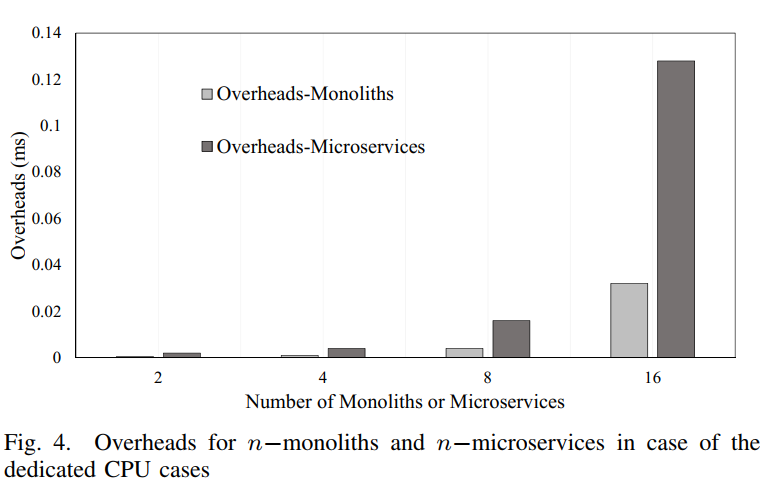 0.14
0.12
0.1
0.08
0.06
0.04
0.02
0
Overheads (ms)
Overheads-Monoliths
Overheads-Microservices
2 4 8 16
Number of Monoliths or Microservices
Fig. 4. Overheads for n−monoliths and n−microservices in case of the
dedicated CPU cases